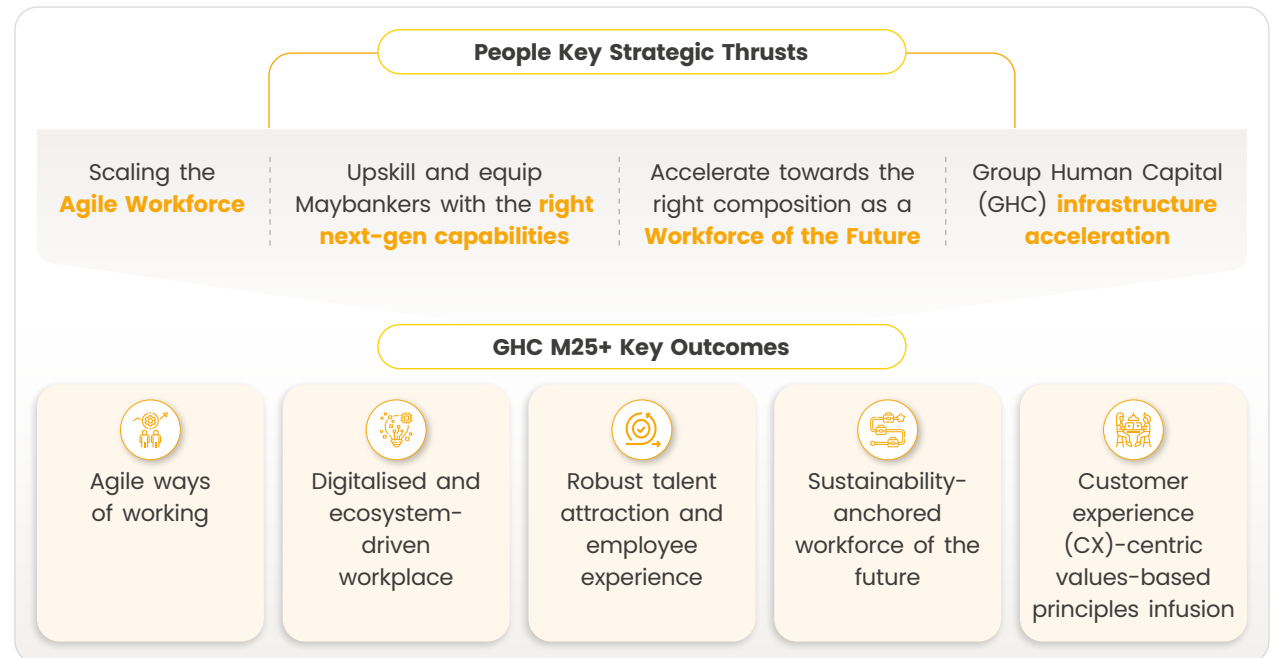 People Key Strategic Thrusts
Scaling the
Agile Workforce
Upskill and equip
Maybankers with the right
next-gen capabilities
Accelerate towards the
right composition as a
Workforce of the Future
Group Human Capital
(GHC) infrastructure
acceleration
GHC M25+ Key Outcomes
Agile ways
of working
Digitalised and
ecosystem-
driven
workplace
Robust talent
attraction and
employee
experience
Sustainability-
anchored
workforce of the
future
Customer
experience
(CX)-centric
values-based
principles infusion